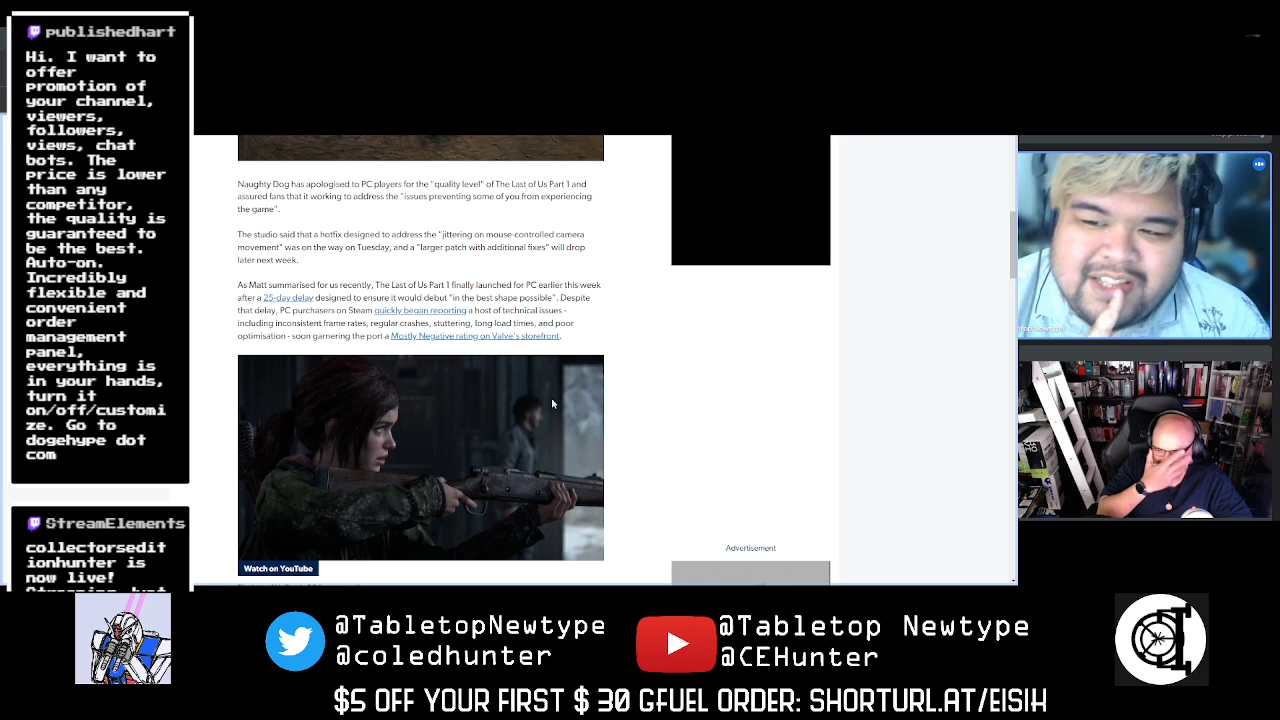 publishedhart
Hi. I want to
offer
promotion of
your channel,
viewers,
followers,
views, chat
bots. The
price is lower
than any
competitor,
the quality is
guaranteed to
be the best.
Auto-on.
Incredibly
flexible and
convenient
order
management
panel,
everything is
in your hands,
turn it
on/off/customi
ze. Go to
dogehype dot
com
StreamElements
collectorsedit
ionhunter is
now live!
Naughty Dog has apologised to PC players for the "quality level" of The Last of Us Part 1 and
assured fans that it working to address the "issues preventing some of you from experiencing
the game".
The studio said that a hotfix designed to address the "jittering on mouse-controlled camera
movement" was on the way on Tuesday, and a "larger patch with additional fixes" will drop
later next week.
As Matt summarised for us recently, The Last of Us Part 1 finally launched for PC earlier this week
after a 25-day delay designed to ensure it would debut "in the best shape possible". Despite
that delay, PC purchasers on Steam quickly began reporting a host of technical issues -
including inconsistent frame rates, regular crashes, stuttering, long load times, and poor
optimisation - soon garnering the port a Mostly Negative rating on Valve's storefront.
Watch on YouTube
Advertisement
@TabletopNewtype
@coledhunter
@Tabletop Newtype
@CEHunter
$5 OFF YOUR FIRST $ 30 GFUEL ORDER: SHORTURL.AT/EISIH